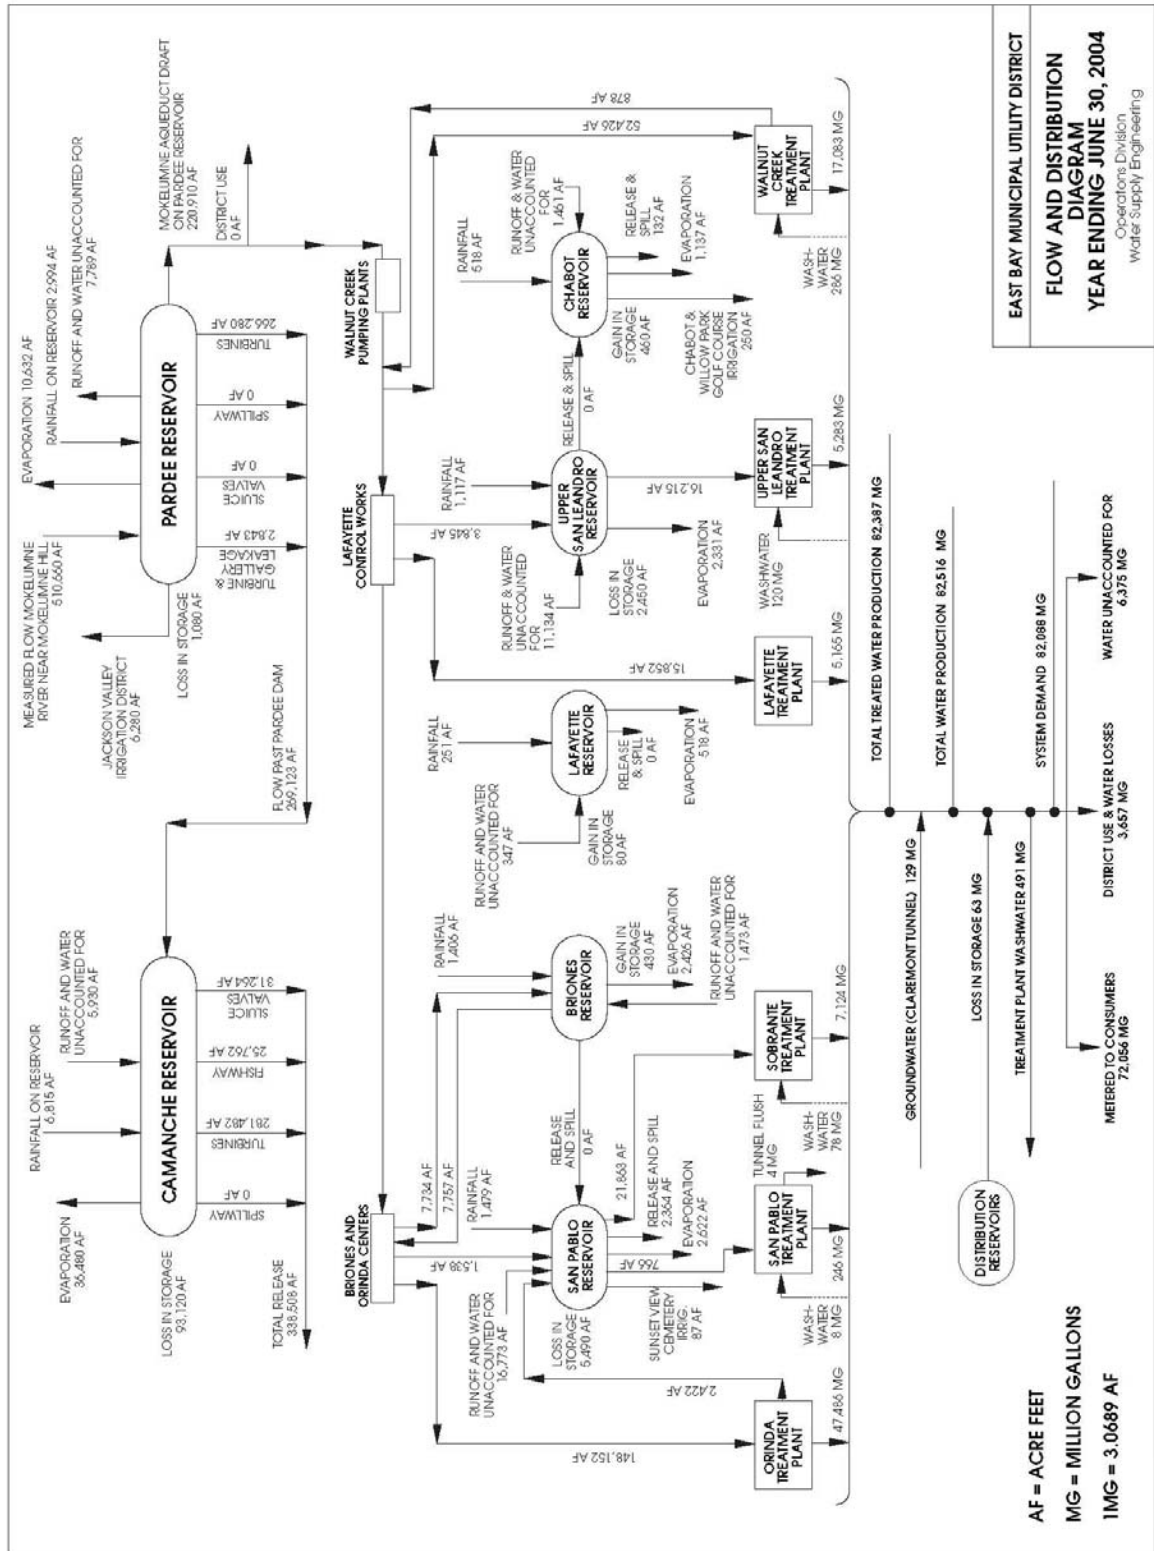 MEASURED FLOW MOKELUMNE
RIVER NEAR MOKELUMNE HILL
510,660 AF
EVAPORATION 10,632 AF
RAINFALL ON RESERVOIR 2,994 AF
RUNOFF AND WATER UNACCOUNTED FOR
7,789 AF
MOKELUMNE AQUEDUCT DRAFT
ON PARDEE RESERVOIR
220,910 AF
DISTRICT USE
0 AF
PARDEE RESERVOIR
JACKSON VALLEY
IRRIGATION DISTRICT
6,280 AF
LOSS IN STORAGE
1,080 AF
TURBINE &
GALLERY
LEAKAGE
2,843 AF
SLUICE
VALVES
0 AF
SPILLWAY
0 AF
TURBINES
266,280 AF
FLOW PAST PARDEE DAM
269,123 AF
RAINFALL ON RESERVOIR
6,815 AF
RUNOFF AND WATER
UNACCOUNTED FOR
5,930 AF
EVAPORATION
36,480 AF
CAMANCHE RESERVOIR
LOSS IN STORAGE
93,120 AF
SPILLWAY
0 AF
TURBINES
281,482 AF
FISHWAY
25,762 AF
SLUICE
VALVES
31,264 AF
TOTAL RELEASE
338,508 AF
BRIONES AND
ORINDA CENTERS
LAFAYETTE
CONTROL WORKS
WALNUT CREEK
PUMPING PLANTS
7,734 AF
7,757 AF
1,538 AF
RAINFALL
1,479 AF
RUNOFF AND WATER
UNACCOUNTED FOR
16,773 AF
LOSS IN
STORAGE
5,490 AF
SAN PABLO
RESERVOIR
RELEASE
AND SPILL
0 AF
21,863 AF
RELEASE AND SPILL
2,364 AF
EVAPORATION
2,622 AF
766 AF
SUNSET VIEW
CEMETERY
IRRIG.
87 AF
2,422 AF
148,152 AF
RAINFALL
1,406 AF
BRIONES
RESERVOIR
GAIN IN
STORAGE
430 AF
EVAPORATION
2,426 AF
RUNOFF AND WATER
UNACCOUNTED FOR
1,473 AF
RAINFALL
251 AF
RUNOFF AND WATER
UNACCOUNTED FOR
347 AF
LAFAYETTE
RESERVOIR
GAIN IN
STORAGE
80 AF
RELEASE
& SPILL
0 AF
EVAPORATION
518 AF
15,852 AF
3,845 AF
RAINFALL
1,117 AF
RUNOFF & WATER
UNACCOUNTED
FOR
11,134 AF
UPPER
SAN LEANDRO
RESERVOIR
LOSS IN
STORAGE
2,450 AF
EVAPORATION
2,331 AF
16,215 AF
RELEASE & SPILL
0 AF
RAINFALL
518 AF
RUNOFF & WATER
UNACCOUNTED
FOR
1,461 AF
CHABOT
RESERVOIR
GAIN IN
STORAGE
460 AF
RELEASE &
SPILL
132 AF
EVAPORATION
1,137 AF
CHABOT &
WILLOW PARK
GOLF COURSE
IRRIGATION
250 AF
52,426 AF
878 AF
ORINDA
TREATMENT
PLANT
47,486 MG
WASH-
WATER
8 MG
SAN PABLO
TREATMENT
PLANT
TUNNEL FLUSH
4 MG
246 MG
WASH-
WATER
78 MG
SOBRANTE
TREATMENT
PLANT
7,124 MG
LAFAYETTE
TREATMENT
PLANT
5,165 MG
WASHWATER
120 MG
UPPER SAN
LEANDRO
TREATMENT
PLANT
5,283 MG
WASH-
WATER
286 MG
WALNUT
CREEK
TREATMENT
PLANT
17,083 MG
TOTAL TREATED WATER PRODUCTION 82,387 MG
GROUNDWATER (CLAREMONT TUNNEL) 129 MG
TOTAL WATER PRODUCTION 82,516 MG
DISTRIBUTION
RESERVOIRS
LOSS IN STORAGE 63 MG
TREATMENT PLANT WASHWATER 491 MG
SYSTEM DEMAND 82,088 MG
METERED TO CONSUMERS
72,056 MG
DISTRICT USE & WATER LOSSES
3,657 MG
WATER UNACCOUNTED FOR
6,375 MG
AF = ACRE FEET
MG = MILLION GALLONS
1MG = 3.0689 AF
EAST BAY MUNICIPAL UTILITY DISTRICT
FLOW AND DISTRIBUTION
DIAGRAM
YEAR ENDING JUNE 30, 2004
Operations Division
Water Supply Engineering